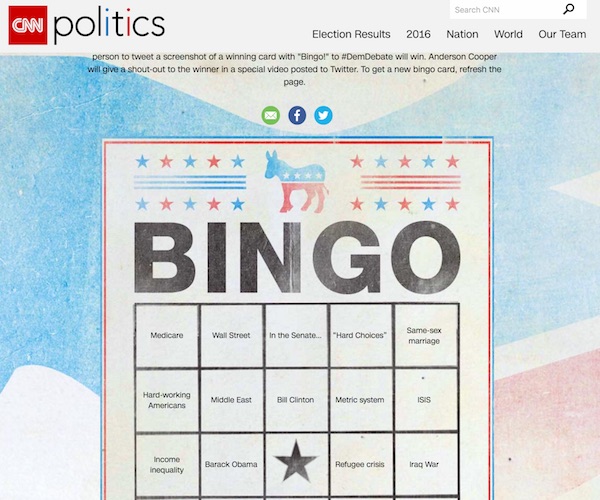 CNN politics
Search CNN
Election Results 2016 Nation World Our Team
person to tweet a screenshot of a winning card with "Bingo!" to #DemDebate will win. Anderson Cooper
will give a shout-out to the winner in a special video posted to Twitter. To get a new bingo card, refresh the
page.
BINGO
Medicare
Wall Street
In the Senate...
"Hard Choices"
Same-sex
marriage
Hard-working
Americans
Middle East
Bill Clinton
Metric system
ISIS
Income
inequality
Barack Obama
Refugee crisis
Iraq War